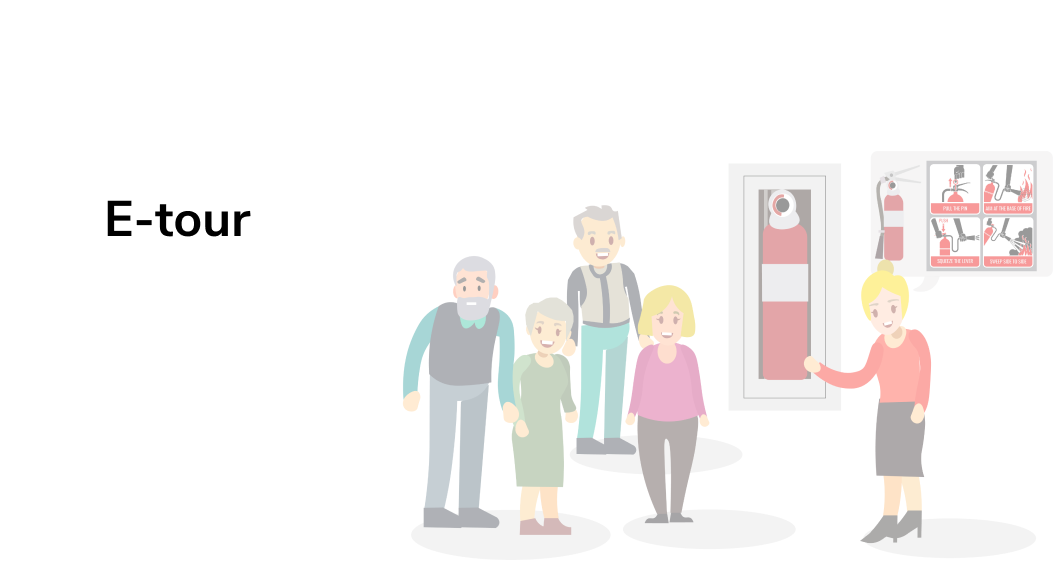 E-tour
PULL THE PIN
AIM AT THE BASE OF FIRE
SQUEEZE THE LEVER
SWEEP SIDE TO SIDE